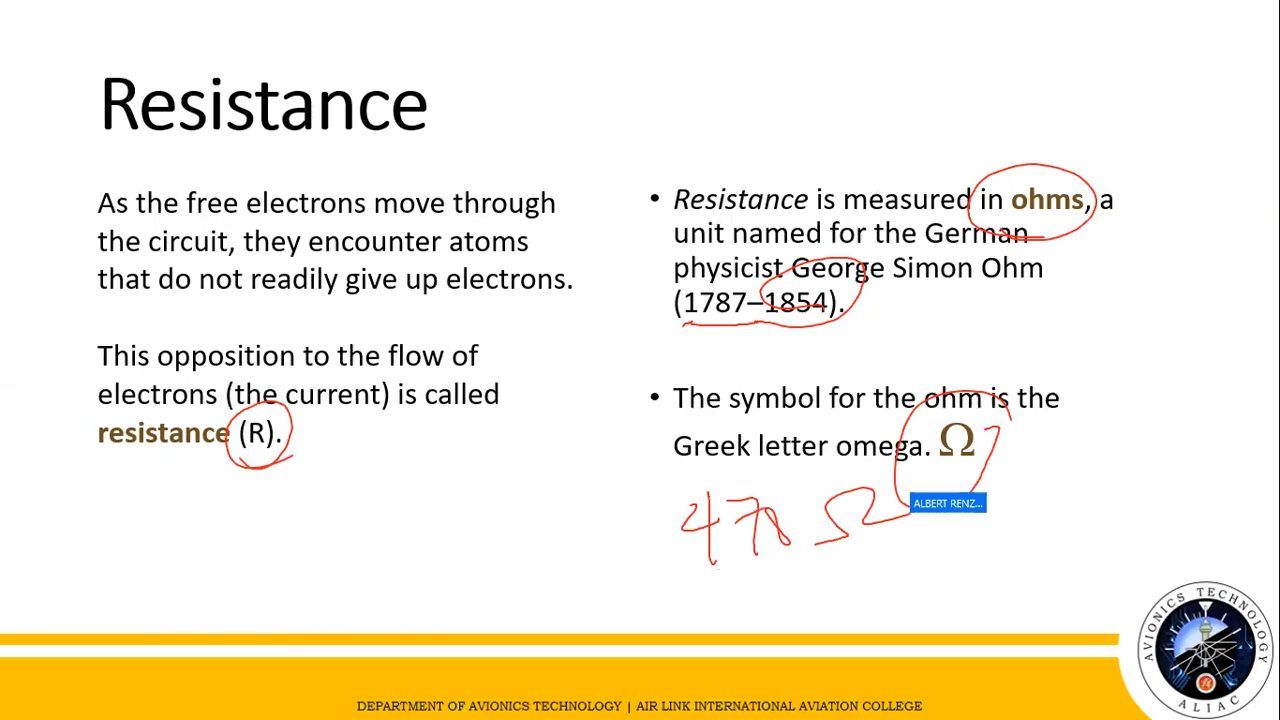 Resistance
As the free electrons move through
the circuit, they encounter atoms
that do not readily give up electrons.
This opposition to the flow of
electrons (the current) is called
resistance (R).
• Resistance is measured in ohms, a
unit named for the German
physicist George Simon Ohm
(1787–1854).
• The symbol for the ohm is the
Greek letter omega. Ω
ALBERT RENZ...
Ω
AVIONICS TECHNOLOGY
ALIAC
DEPARTMENT OF AVIONICS TECHNOLOGY | AIR LINK INTERNATIONAL AVIATION COLLEGE